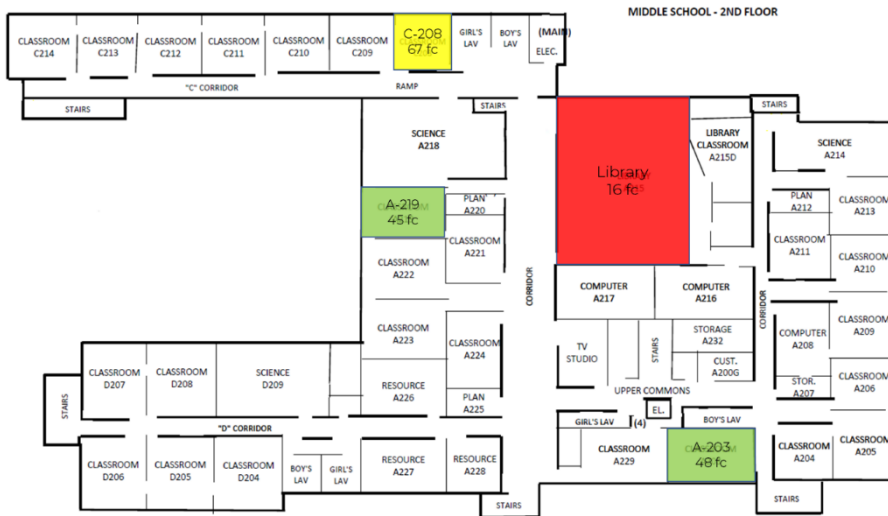 MIDDLE SCHOOL - 2ND FLOOR
CLASSROOM
C214
CLASSROOM
C213
CLASSROOM
C212
CLASSROOM
C211
CLASSROOM
C210
CLASSROOM
C209
C-208
67 fc
GIRL'S
LAV
BOY'S
LAV
(MAIN)
ELEC.
"C" CORRIDOR
RAMP
STAIRS
STAIRS
STAIRS
SCIENCE
A218
Library
16 fc
LIBRARY
CLASSROOM
A215D
SCIENCE
A214
A-219
45 fc
PLAN
A220
CLASSROOM
A221
CLASSROOM
A222
PLAN
A212
CLASSROOM
A213
CLASSROOM
A211
CLASSROOM
A210
CORRIDOR
COMPUTER
A217
COMPUTER
A216
CORRIDOR
CLASSROOM
A223
CLASSROOM
A224
TV
STUDIO
STAIRS
STORAGE
A232
CUST.
A200G
COMPUTER
A208
CLASSROOM
A209
CLASSROOM
D207
CLASSROOM
D208
SCIENCE
D209
RESOURCE
A226
PLAN
A225
UPPER COMMONS
STOR.
A207
CLASSROOM
A206
STAIRS
EL.
"D" CORRIDOR
GIRL'S LAV
(4)
BOY'S LAV
CLASSROOM
D206
CLASSROOM
D205
CLASSROOM
D204
BOY'S
LAV
GIRL'S
LAV
RESOURCE
A227
RESOURCE
A228
CLASSROOM
A229
A-203
48 fc
CLASSROOM
A204
CLASSROOM
A205
STAIRS
STAIRS